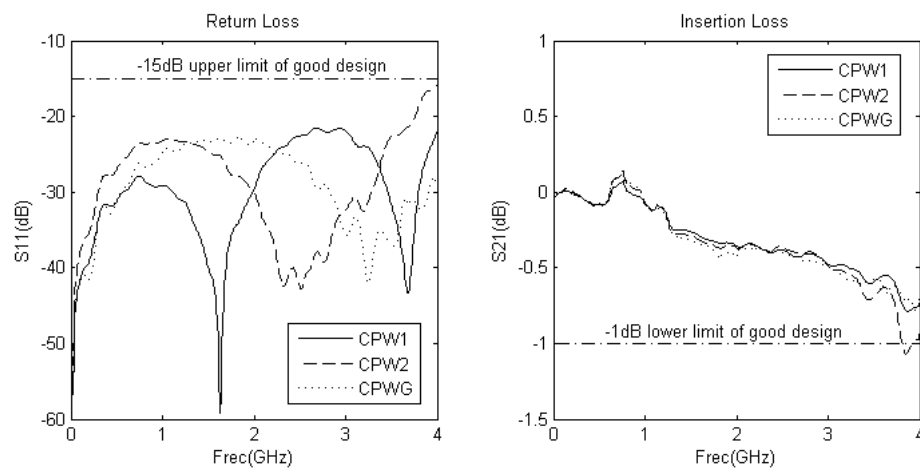 Return Loss
-10
-15dB upper limit of good design
-20
-30
-40
-50
-60
S11(dB)
CPW1
CPW2
CPWG
0
1
2
3
4
Frec(GHz)
Insertion Loss
1
0.5
0
-0.5
-1
-1.5
S21(dB)
CPW1
CPW2
CPWG
-1dB lower limit of good design
0
1
2
3
4
Frec(GHz)